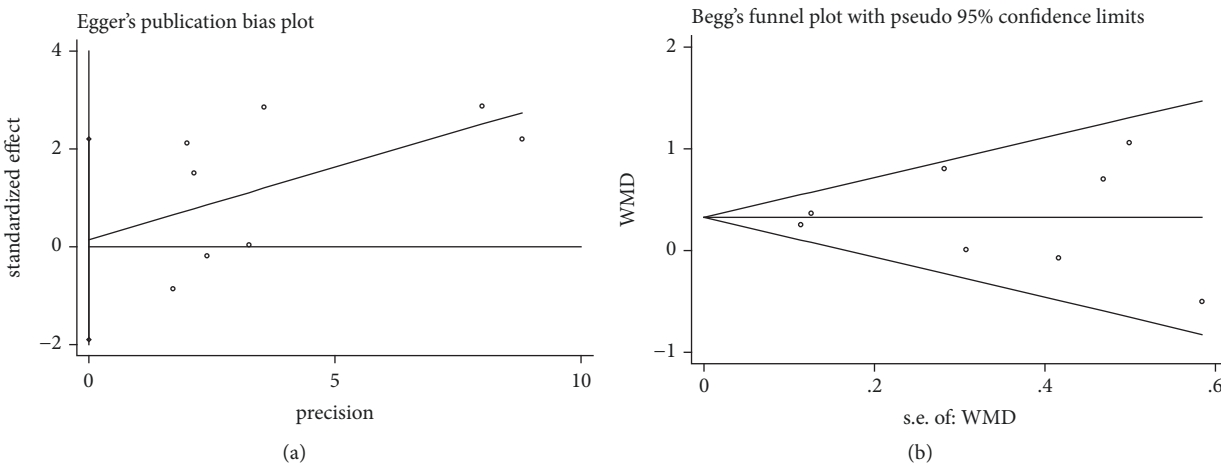 Egger’s publication bias plot
4
2
0
−2
standardized effect
0
5
10
precision
(a)
Begg’s funnel plot with pseudo 95% confidence limits
2
1
0
−1
WMD
0
.2
.4
.6
s.e. of: WMD
(b)